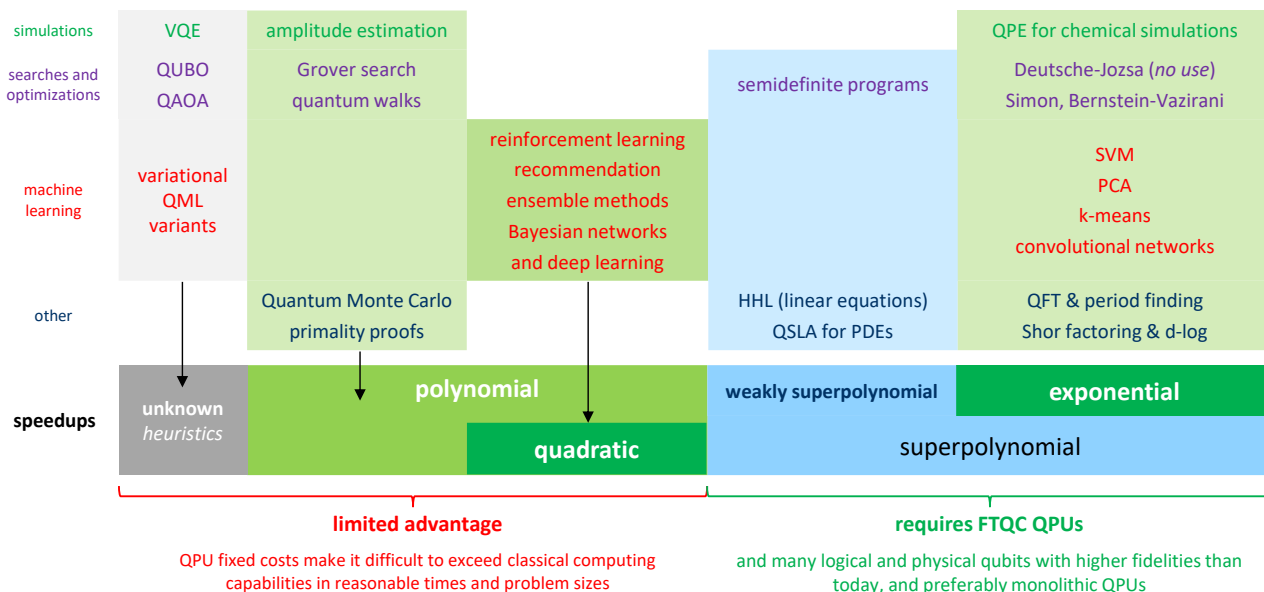 simulations
VQE
amplitude estimation
QPE for chemical simulations
searches and
optimizations
QUBO
QAOA
Grover search
quantum walks
semidefinite programs
Deutsche-Jozsa (no use)
Simon, Bernstein-Vazirani
machine
learning
variational
QML
variants
reinforcement learning
recommendation
ensemble methods
Bayesian networks
and deep learning
SVM
PCA
k-means
convolutional networks
other
Quantum Monte Carlo
primality proofs
HHL (linear equations)
QSLA for PDEs
QFT & period finding
Shor factoring & d-log
speedups
unknown
heuristics
polynomial
quadratic
weakly superpolynomial
exponential
superpolynomial
limited advantage
QPU fixed costs make it difficult to exceed classical computing
capabilities in reasonable times and problem sizes
requires FTQC QPUs
and many logical and physical qubits with higher fidelities than
today, and preferably monolithic QPUs